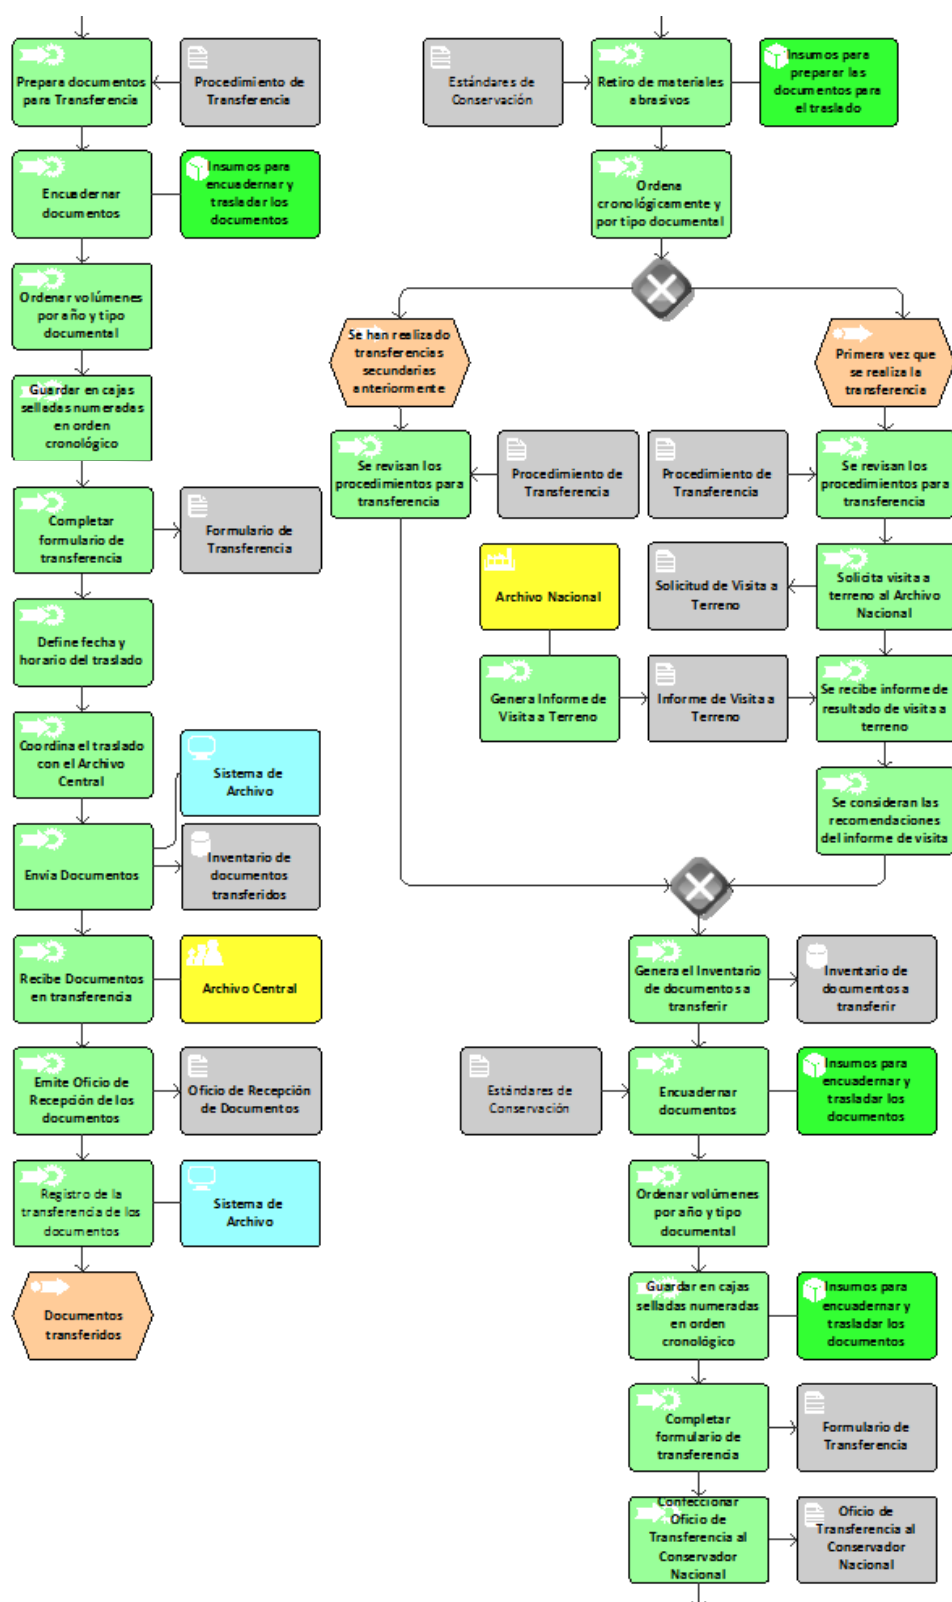 Prepara documentos
para Transferencia
Procedimiento de
Transferencia
Encuadernar
documentos
Insumos para
encuadernar y
trasladar los
documentos
Ordenar volúmenes
por año y tipo
documental
Guardar en cajas
selladas numeradas
en orden
cronológico
Completar
formulario de
transferencia
Formulario de
Transferencia
Define fecha y
horario del traslado
Coordina el traslado
con el Archivo
Central
Sistema de
Archivo
Envía Documentos
Inventario de
documentos
transferidos
Recibe Documentos
en transferencia
Archivo Central
Emite Oficio de
Recepción de los
documentos
Oficio de Recepción
de Documentos
Registro de la
transferencia de los
documentos
Sistema de
Archivo
Documentos
transferidos
Estándares de
Conservación
Retiro de materiales
abrasivos
Insumos para
preparar las
documentos para
el traslado
Ordena
cronológicamente y
por tipo documental
Se han realizado
transferencias
secundarias
anteriormente
Primera vez que
se realiza la
transferencia
Se revisan los
procedimientos para
transferencia
Procedimiento de
Transferencia
Procedimiento de
Transferencia
Se revisan los
procedimientos para
transferencia
Archivo Nacional
Solicitud de Visita a
Terreno
Solicita visita a
terreno al Archivo
Nacional
Genera Informe de
Visita a Terreno
Informe de Visita a
Terreno
Se recibe informe de
resultado de visita a
terreno
Se consideran las
recomendaciones
del informe de visita
Genera el Inventario
de documentos a
transferir
Inventario de
documentos a
transferir
Estándares de
Conservación
Encuadernar
documentos
Insumos para
encuadernar y
trasladar los
documentos
Ordenar volúmenes
por año y tipo
documental
Guardar en cajas
selladas numeradas
en orden
cronológico
Insumos para
encuadernar y
trasladar los
documentos
Completar
formulario de
transferencia
Formulario de
Transferencia
Confeccionar
Oficio de
Transferencia al
Conservador
Nacional
Oficio de
Transferencia al
Conservador
Nacional